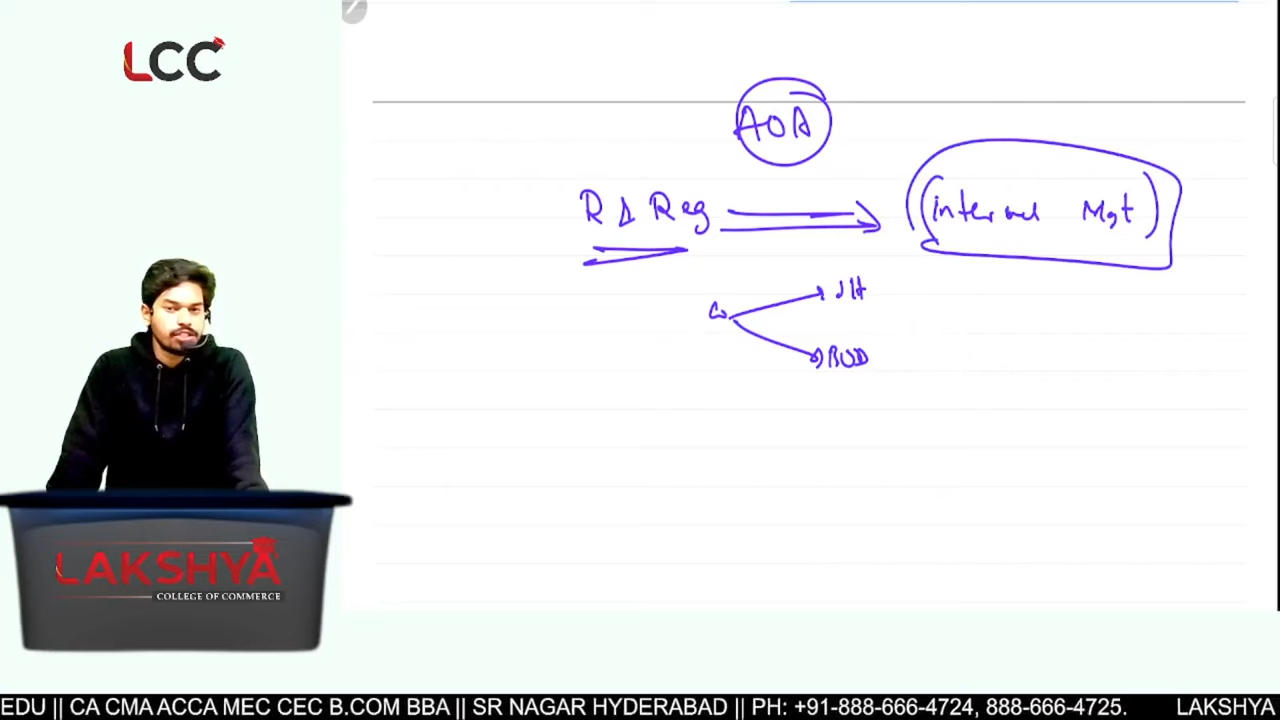 LCC
AOA
R & Reg
(internal Mgt)
Co
SH
BOD
LAKSHYA
COLLEGE OF COMMERCE
EDU || CA CMA ACCA MEC CEC B.COM BBA || SR NAGAR HYDERABAD || PH: +91-888-666-4724, 888-666-4725. LAKSHYA